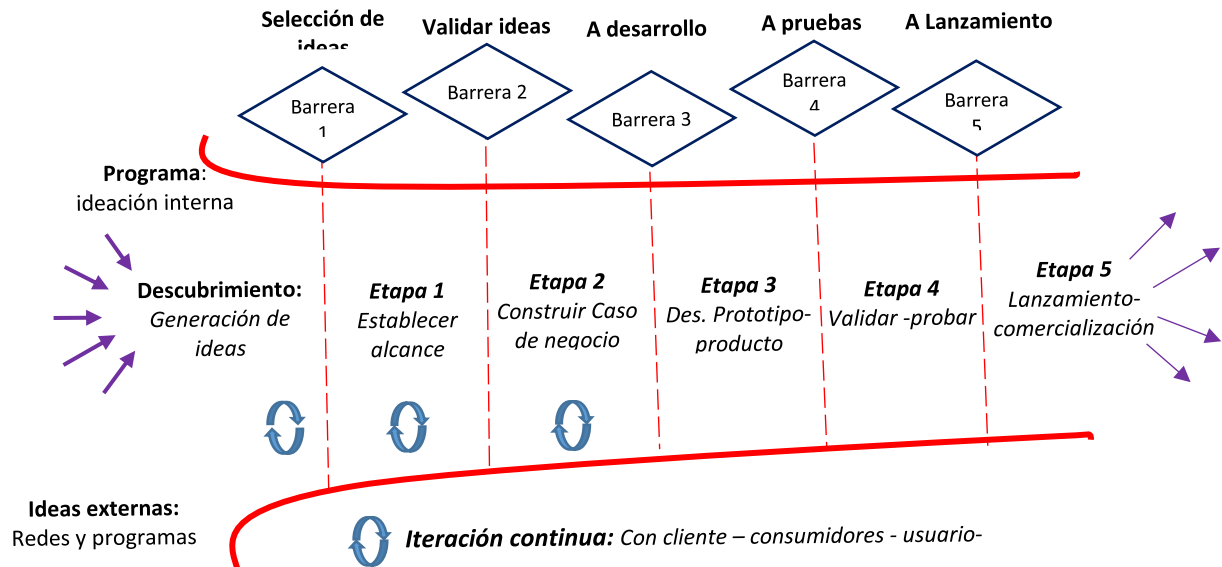 Selección de
ideas
Validar ideas
A desarrollo
A pruebas
A Lanzamiento
Barrera
1
Barrera 2
Barrera 3
Barrera
4
Barrera
5
Programa:
ideación interna
Descubrimiento:
Generación de
ideas
Etapa 1
Establecer
alcance
Etapa 2
Construir Caso
de negocio
Etapa 3
Des. Prototipo-
producto
Etapa 4
Validar -probar
Etapa 5
Lanzamiento-
comercialización
Ideas externas:
Redes y programas
Iteración continua: Con cliente – consumidores - usuario-